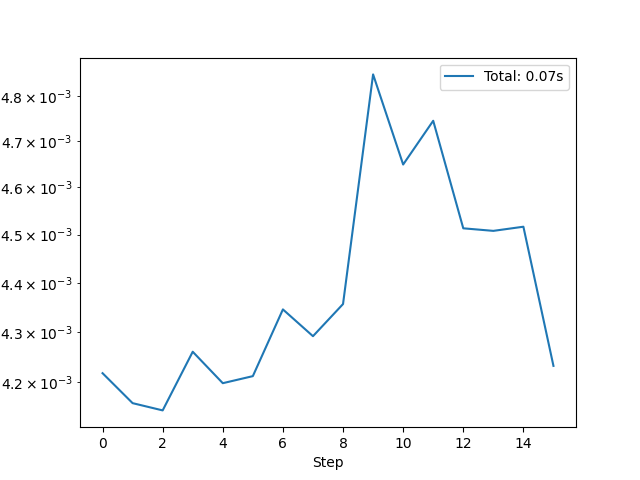 Total: 0.07s
4.8 × 10⁻³
4.7 × 10⁻³
4.6 × 10⁻³
4.5 × 10⁻³
4.4 × 10⁻³
4.3 × 10⁻³
4.2 × 10⁻³
0 2 4 6 8 10 12 14
Step